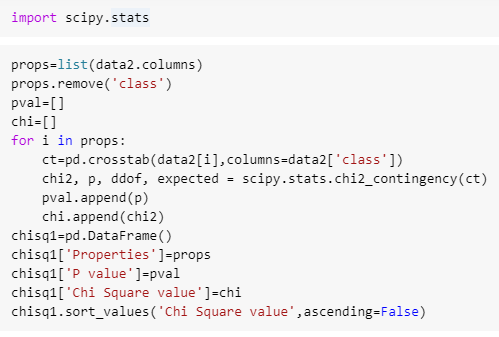 import scipy.stats
props=list(data2.columns)
props.remove('class')
pval=[]
chi=[]
for i in props:
    ct=pd.crosstab(data2[i],columns=data2['class'])
    chi2, p, ddof, expected = scipy.stats.chi2_contingency(ct)
    pval.append(p)
    chi.append(chi2)
chisq1=pd.DataFrame()
chisq1['Properties']=props
chisq1['P value']=pval
chisq1['Chi Square value']=chi
chisq1.sort_values('Chi Square value',ascending=False)